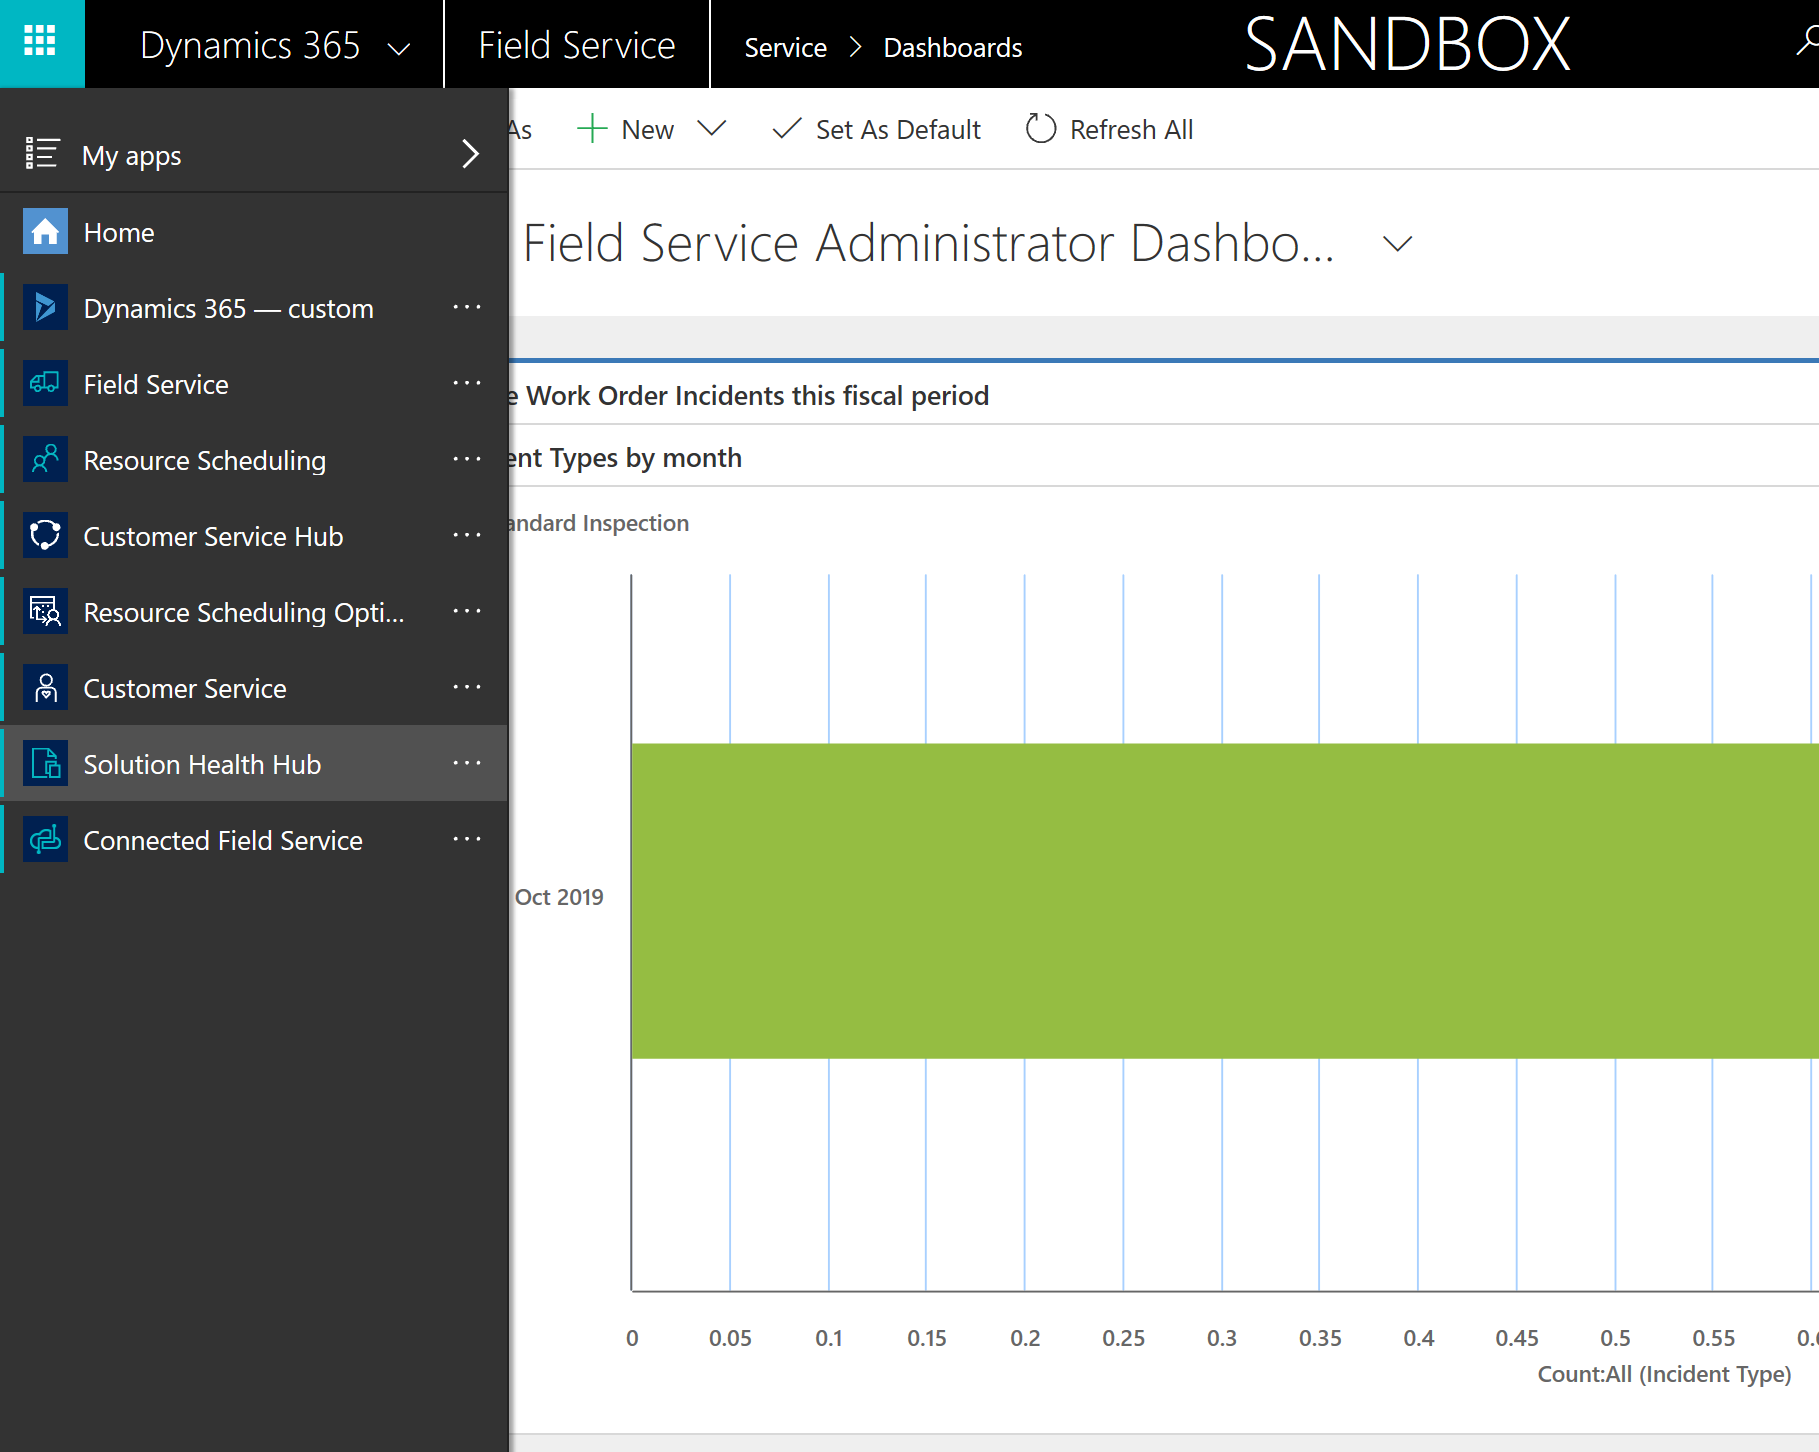 Dynamics 365
Field Service
Service > Dashboards
SANDBOX
My apps
Home
Dynamics 365 — custom
Field Service
Resource Scheduling
Customer Service Hub
Resource Scheduling Opti...
Customer Service
Solution Health Hub
Connected Field Service
As
New
Set As Default
Refresh All
Field Service Administrator Dashbo...
e Work Order Incidents this fiscal period
ent Types by month
andard Inspection
Oct 2019
0 0.05 0.1 0.15 0.2 0.25 0.3 0.35 0.4 0.45 0.5 0.55
Count:All (Incident Type)